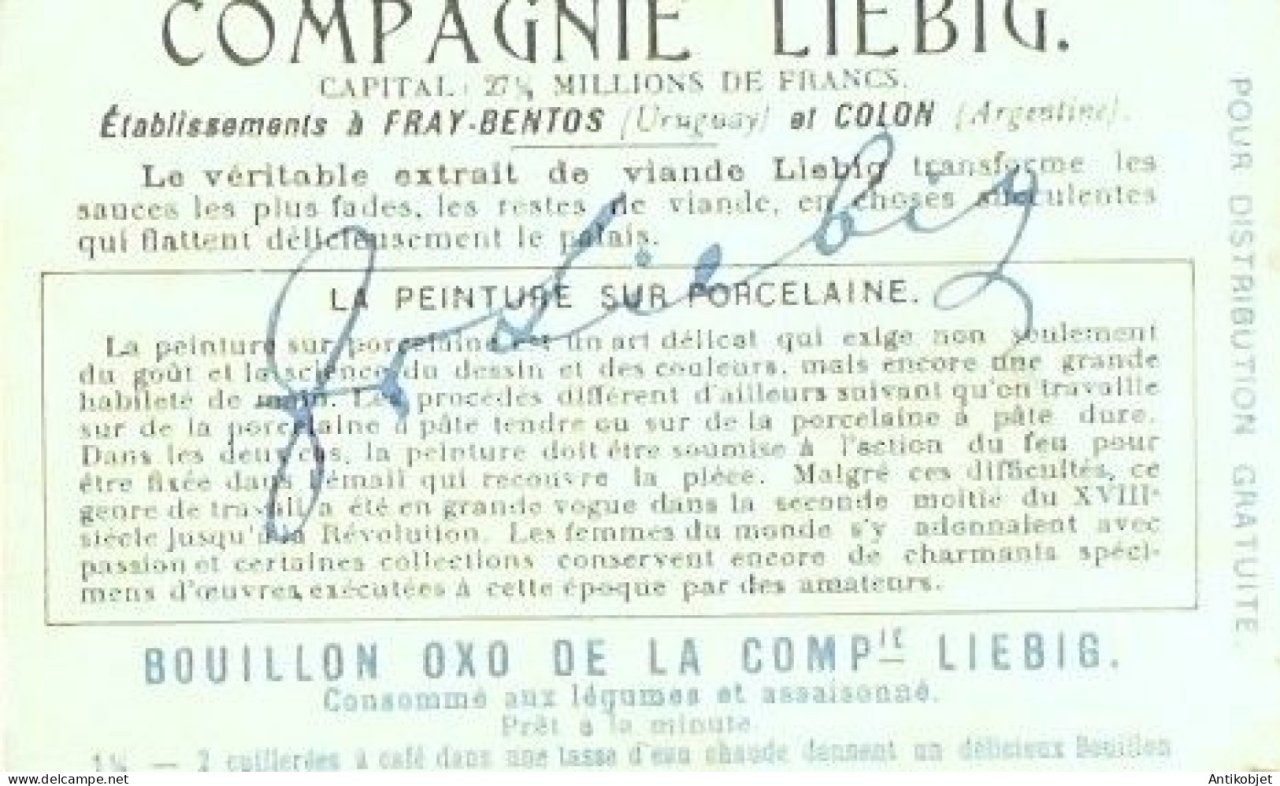 COMPAGNIE LIEBIG.
CAPITAL: 27½ MILLIONS DE FRANCS.
Établissements à FRAY-BENTOS (Uruguay) et COLON (Argentine).
Le véritable extrait de viande Liebig transforme les
sauces les plus fades, les restes de viande, en choses succulentes
qui flattent délicieusement le palais.
LA PEINTURE SUR PORCELAINE.
La peinture sur porcelaine est un art délicat qui exige non seulement
du goût et la science du dessin et des couleurs, mais encore une grande
habileté de main. Les procédés diffèrent d'ailleurs suivant qu'on travaille
sur de la porcelaine à pâte tendre ou sur de la porcelaine à pâte dure.
Dans les deux cas, la peinture doit être soumise à l'action du feu pour
être fixée dans l'émail qui recouvre la pièce. Malgré ces difficultés, ce
genre de travail a été en grande vogue dans la seconde moitié du XVIIIe
siècle jusqu'à la Révolution. Les femmes du monde s'y adonnaient avec
passion et certaines collections conservent encore de charmants spéci-
mens d'œuvres exécutées à cette époque par des amateurs.
BOUILLON OXO DE LA COMPIE LIEBIG.
Consommé aux légumes et assaisonné.
Prêt à la minute.
1½ — 2 cuillerées à café dans une tasse d'eau chaude donnent un délicieux Bouillon
POUR DISTRIBUTION GRATUITE.
JvLiebig
www.delcampe.net
Antikobjet